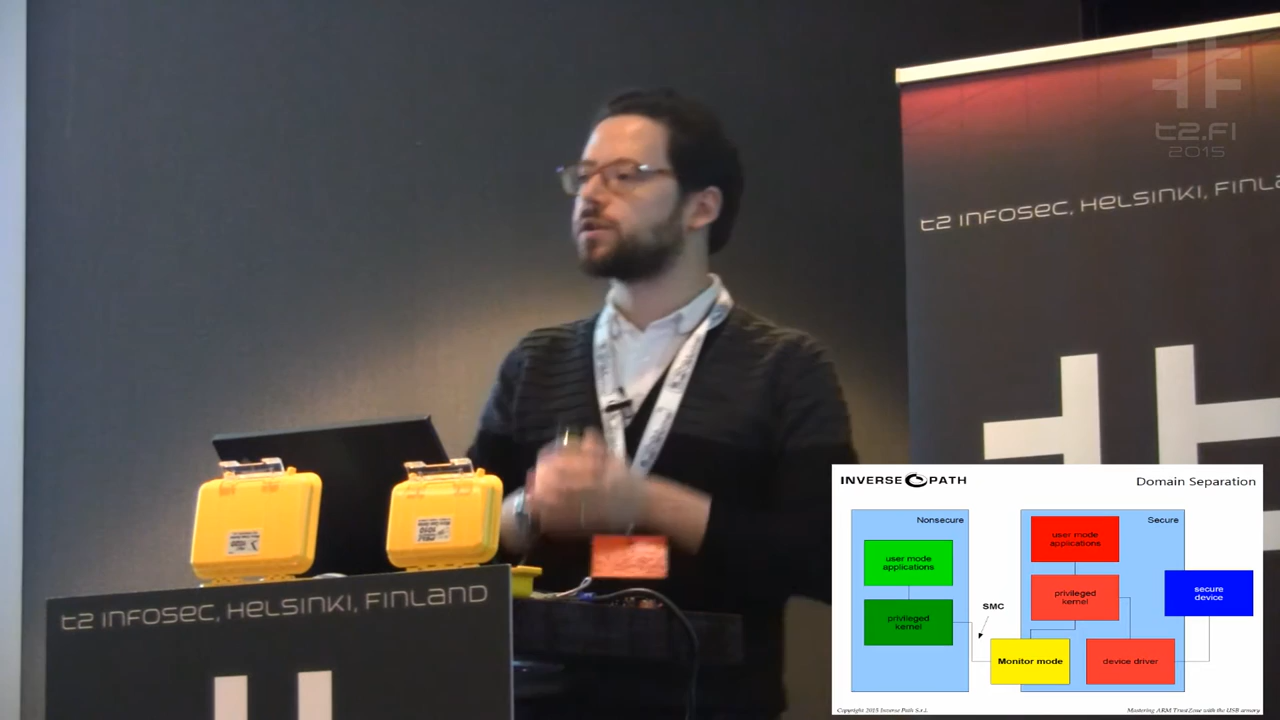 t2.FI
2015
t2 INFOSEC, HELSINKI, FINLA
t2 INFOSEC, HELSINKI, FINLAND
INVERSE PATH
Domain Separation
Nonsecure
user mode
applications
privileged
kernel
SMC
Secure
user mode
applications
privileged
kernel
Monitor mode
device driver
secure
device
Copyright 2015 Inverse Path S.r.l.
Mastering ARM TrustZone with the USB armory